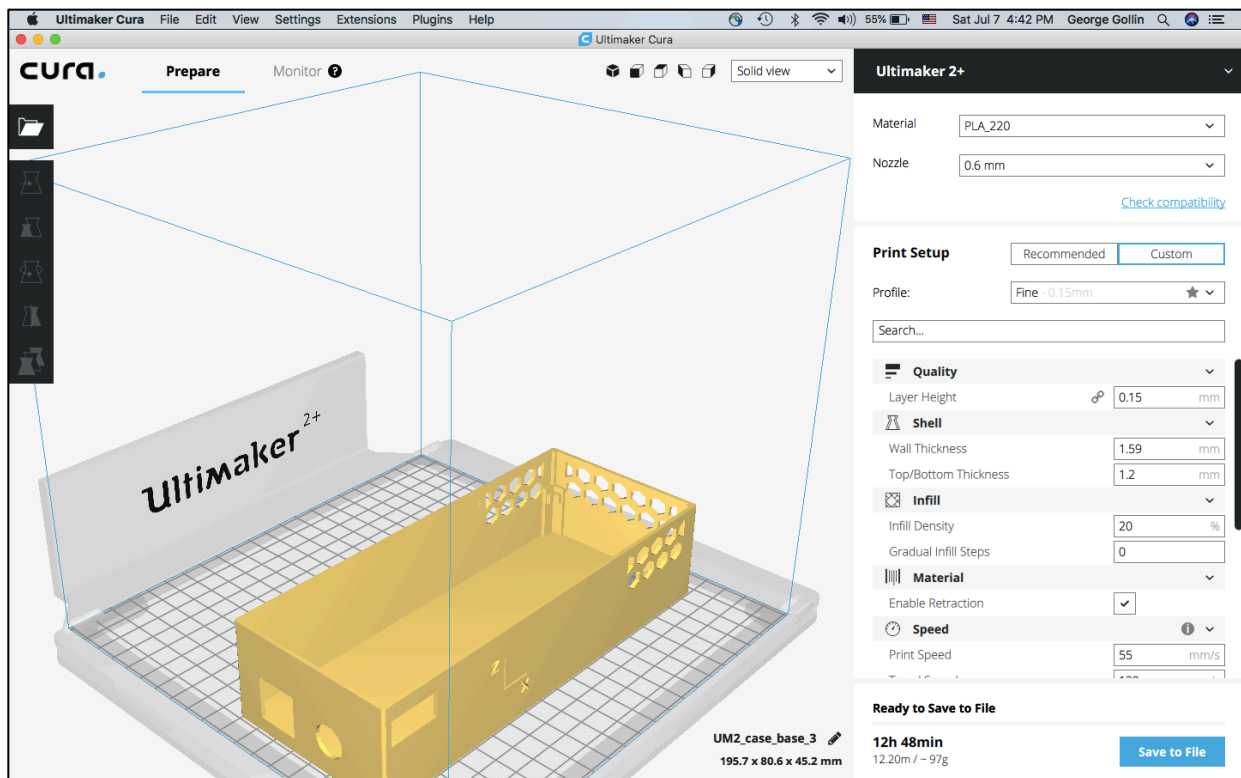 Ultimaker Cura File Edit View Settings Extensions Plugins Help 55% Sat Jul 7 4:42 PM George Gollin
Ultimaker Cura
cura.
Prepare Monitor ?
Solid view
Ultimaker 2+
Material PLA_220
Nozzle 0.6 mm
Check compatibility
Print Setup Recommended Custom
Profile: Fine - 0.15mm
Search...
Quality
Layer Height 0.15 mm
Shell
Wall Thickness 1.59 mm
Top/Bottom Thickness 1.2 mm
Infill
Infill Density 20 %
Gradual Infill Steps 0
Material
Enable Retraction
Speed i
Print Speed 55 mm/s
Ultimaker 2+
Z X
UM2_case_base_3
195.7 x 80.6 x 45.2 mm
Ready to Save to File
12h 48min
12.20m / ~ 97g
Save to File